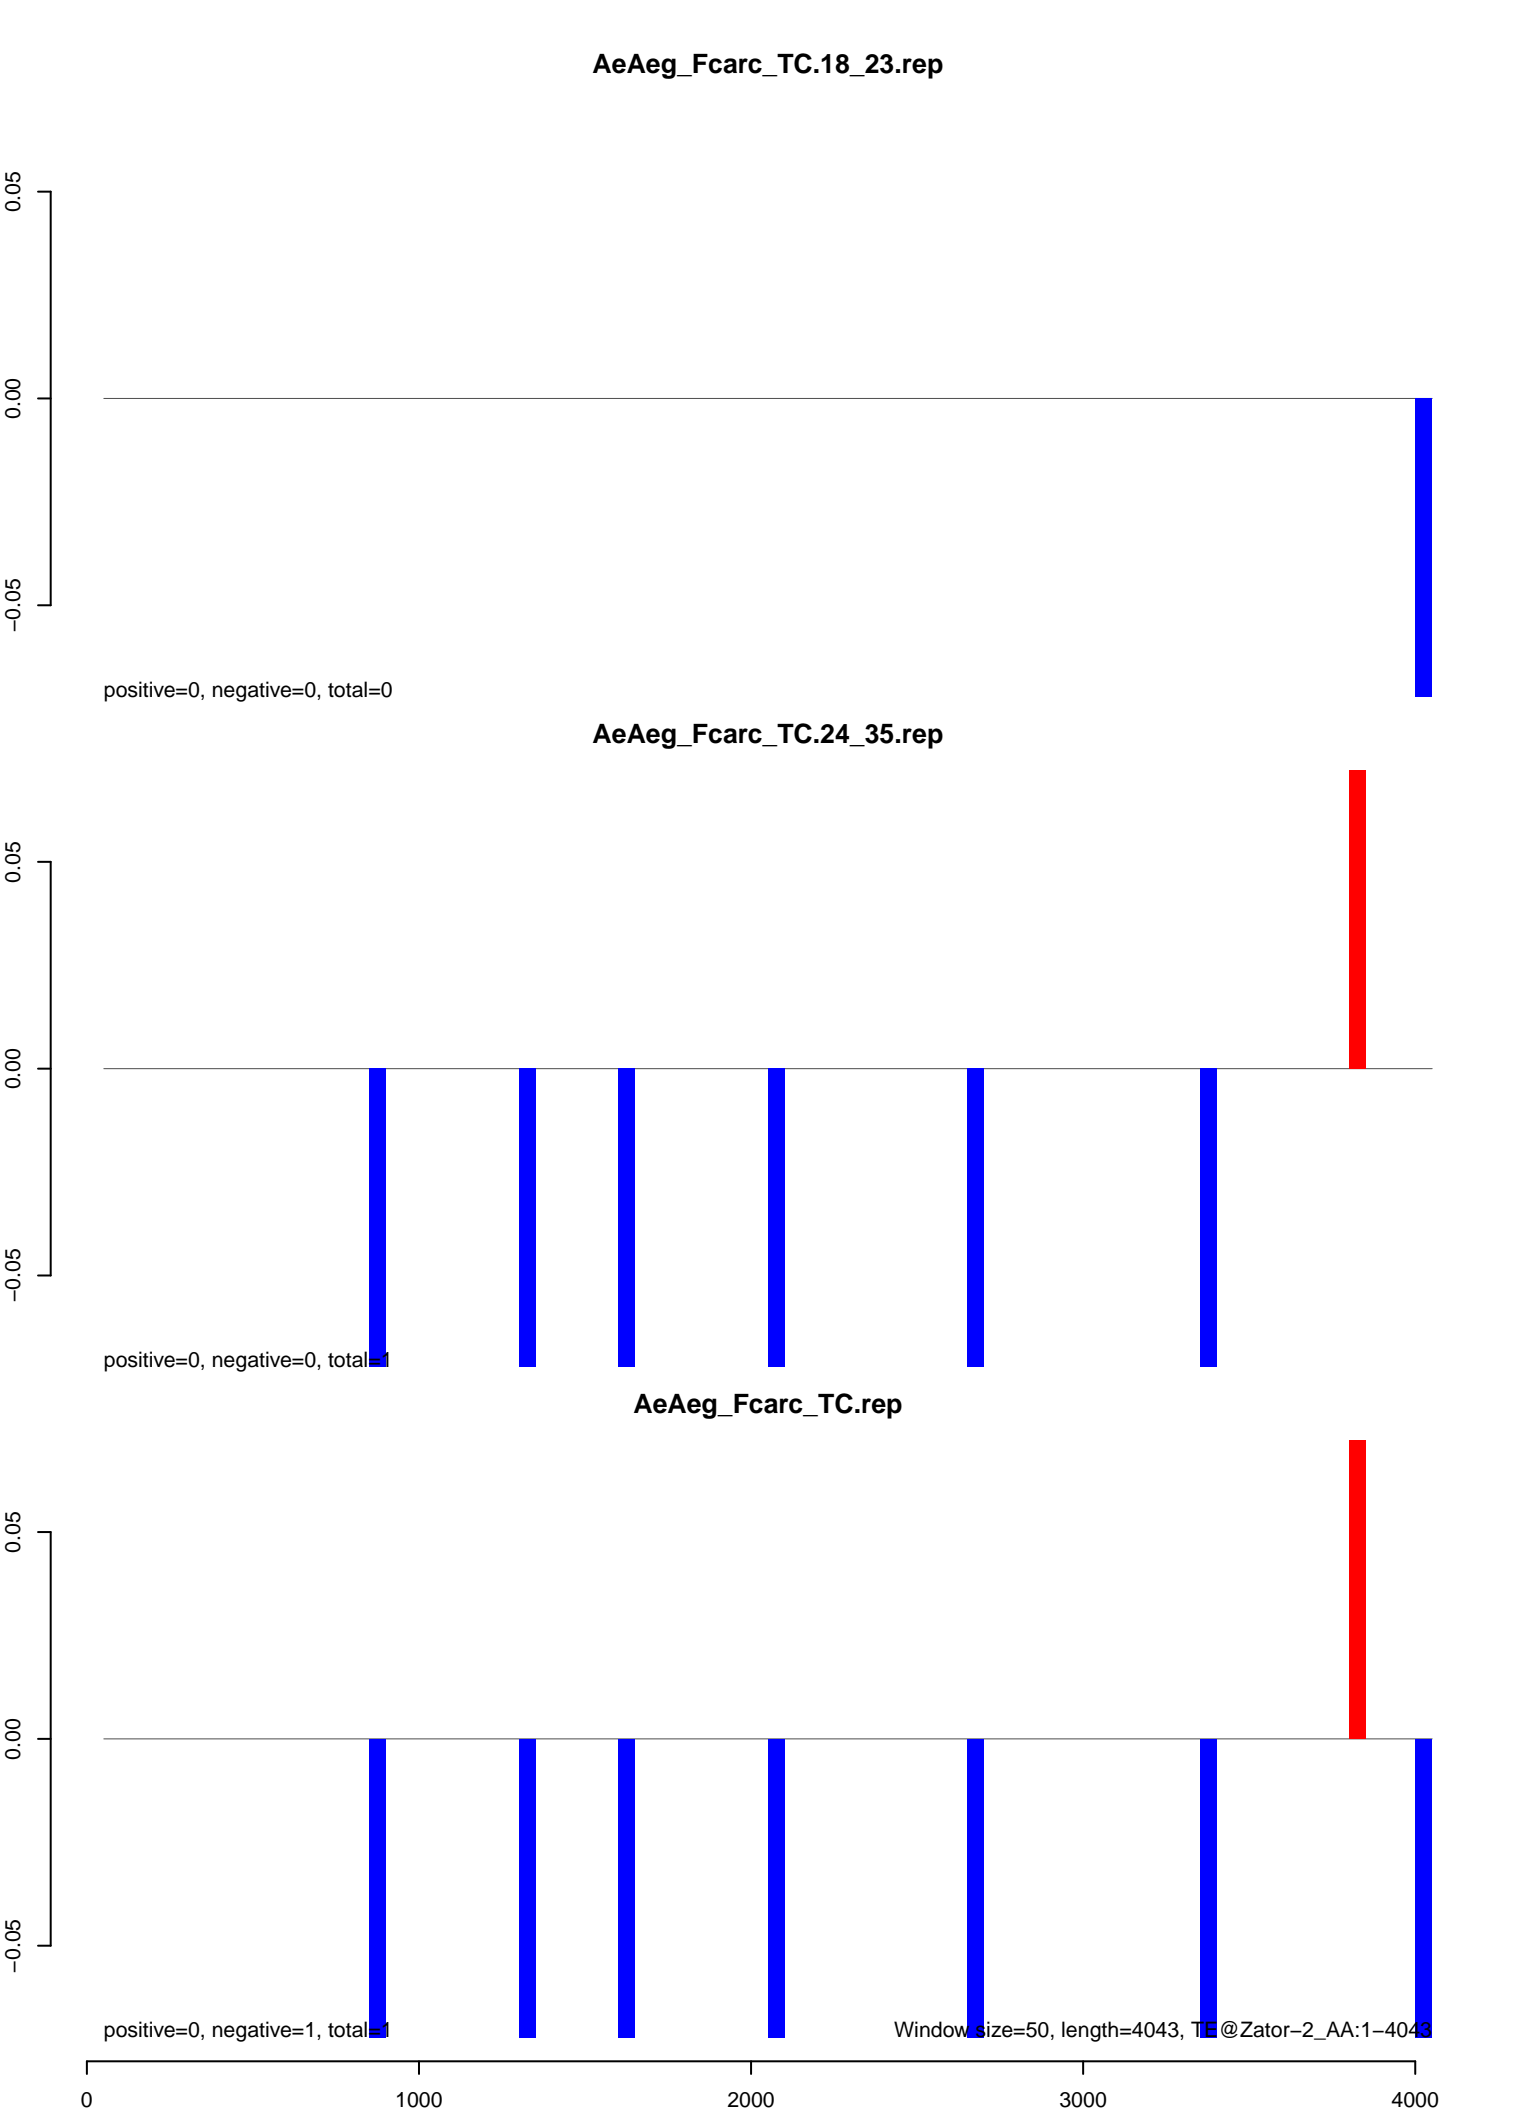 AeAeg_Fcarc_TC.18_23.rep
0.05
0.00
−0.05
positive=0, negative=0, total=0
AeAeg_Fcarc_TC.24_35.rep
0.05
0.00
−0.05
positive=0, negative=0, total=1
AeAeg_Fcarc_TC.rep
0.05
0.00
−0.05
positive=0, negative=1, total=1
Window size=50, length=4043, TE@Zator−2_AA:1−4043
0 1000 2000 3000 4000